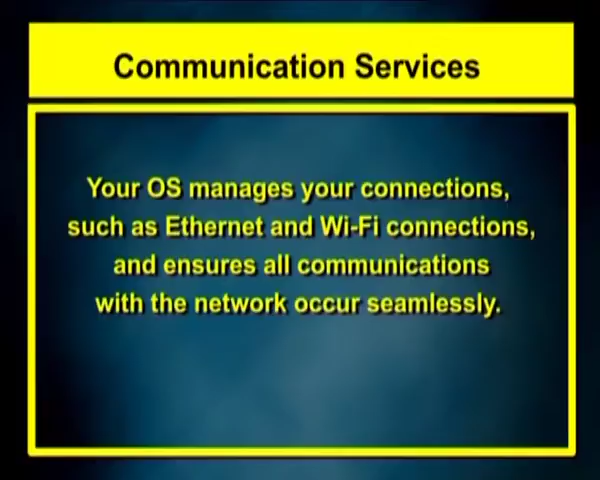 Communication Services
Your OS manages your connections,
such as Ethernet and Wi-Fi connections,
and ensures all communications
with the network occur seamlessly.